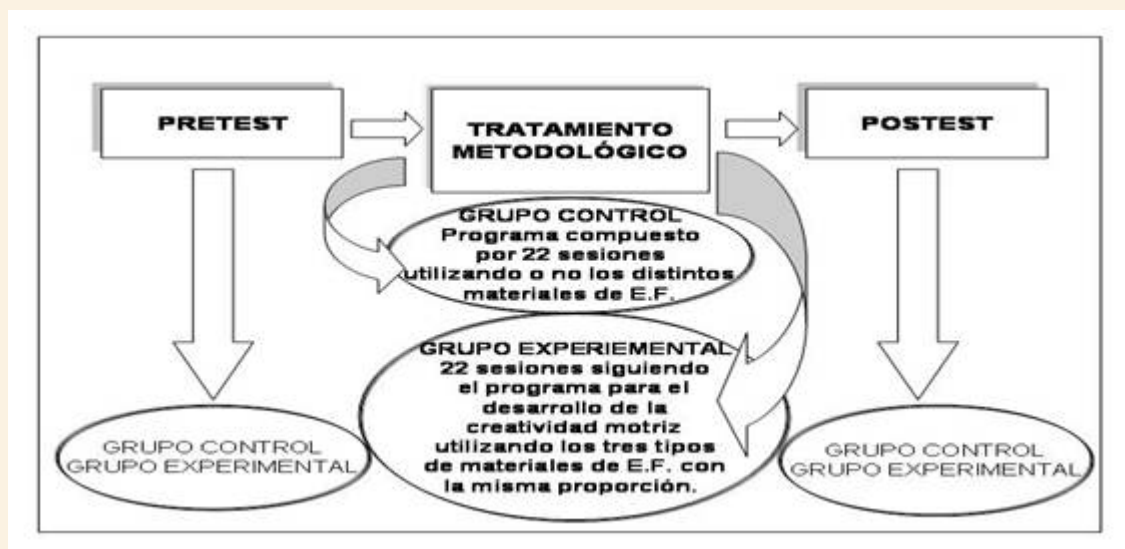 PRETEST
TRATAMIENTO
METODOLÓGICO
POSTEST
GRUPO CONTROL
Programa compuesto
por 22 sesiones
utilizando o no los distintos
materiales de E.F.
GRUPO EXPERIEMENTAL
22 sesiones siguiendo
el programa para el
desarrollo de la
creatividad motriz
utilizando los tres tipos
de materiales de E.F. con
la misma proporción.
GRUPO CONTROL
GRUPO EXPERIMENTAL
GRUPO CONTROL
GRUPO EXPERIMENTAL